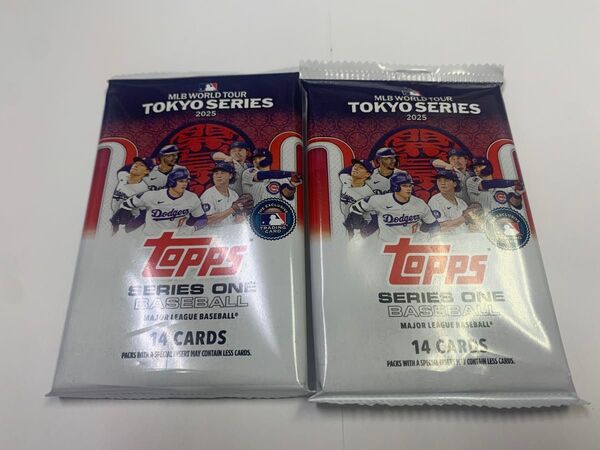 MLB WORLD TOUR
TOKYO SERIES
2025
Dodgers
17
topps
SERIES ONE
BASEBALL
MAJOR LEAGUE BASEBALL®
14 CARDS
PACKS WITH A SPECIAL INSERT MAY CONTAIN LESS CARDS.
MLB WORLD TOUR
TOKYO SERIES
2025
Dodgers
17
topps
SERIES ONE
BASEBALL
MAJOR LEAGUE BASEBALL®
14 CARDS
PACKS WITH A SPECIAL INSERT MAY CONTAIN LESS CARDS.